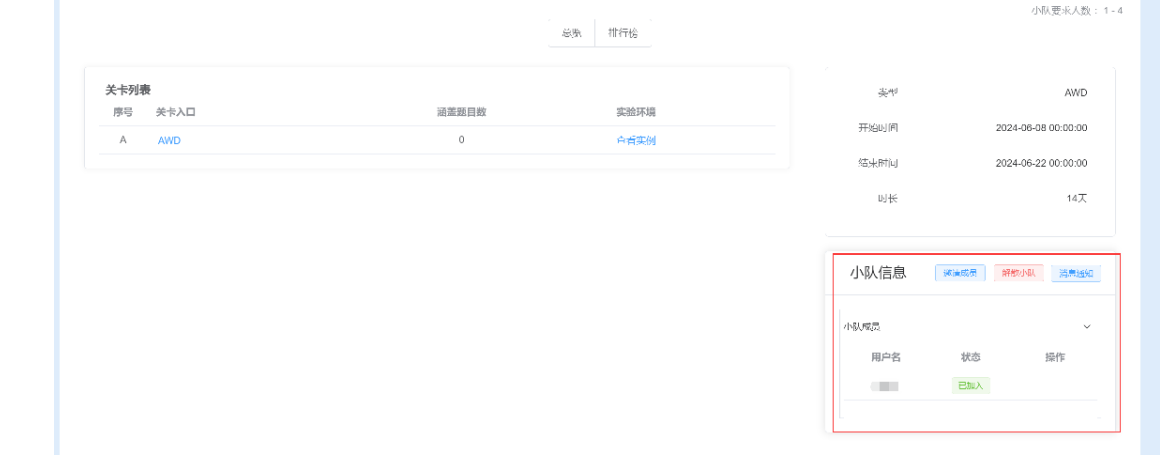 小队要求人数： 1 - 4
总账 排行榜
关卡列表
序号 关卡入口 涵盖题目数 实验环境
A AWD 0 查看实例
类型 AWD
开始时间 2024-06-08 00:00:00
结束时间 2024-06-22 00:00:00
时长 14天
小队信息 邀请成员 解散小队 消息通知
小队成员
用户名 状态 操作
已加入